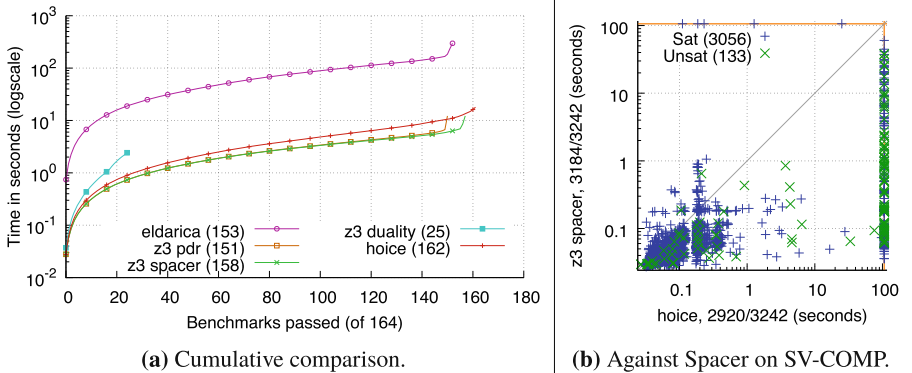 10^3
10^2
10^1
10^0
10^-1
10^-2
Time in seconds (logscale)
eldarica (153)
z3 pdr (151)
z3 spacer (158)
z3 duality (25)
hoice (162)
0 20 40 60 80 100 120 140 160 180
Benchmarks passed (of 164)
(a) Cumulative comparison.
z3 spacer, 3184/3242 (seconds)
100
10
1
0.1
Sat (3056)
Unsat (133)
0.1 1 10 100
hoice, 2920/3242 (seconds)
(b) Against Spacer on SV-COMP.